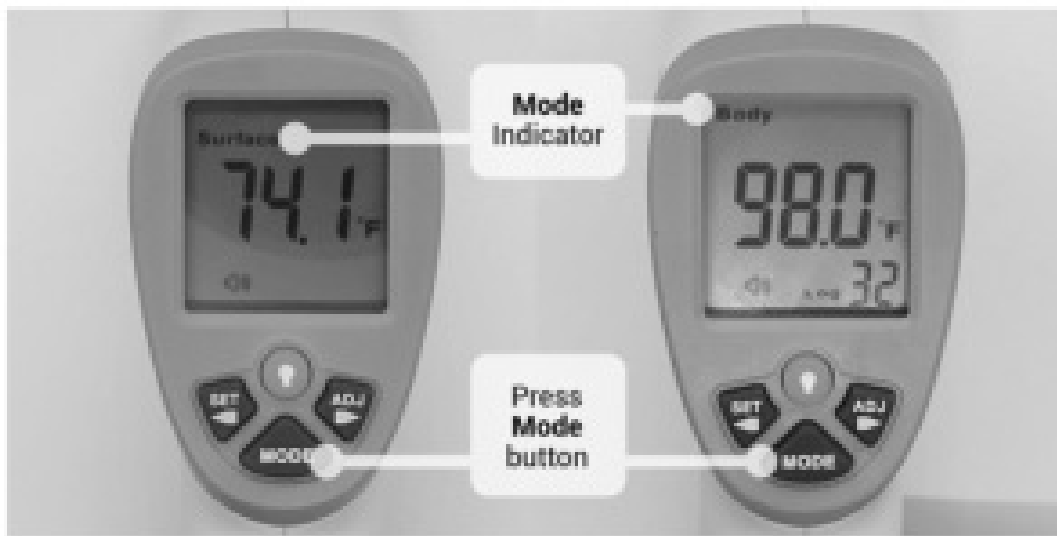 Mode
Indicator
Surface
74.1 °F
SET
ADJ
MODE
Body
98.0 °F
32
SET
ADJ
MODE
Press
Mode
button